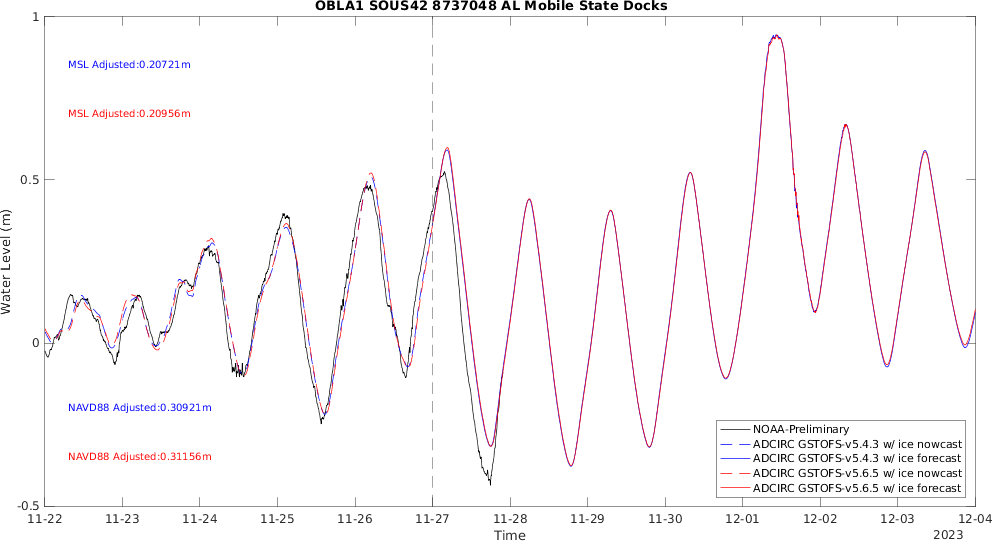 OBLA1 SOUS42 8737048 AL Mobile State Docks
1
MSL Adjusted:0.20721m
MSL Adjusted:0.20956m
0.5
Water Level (m)
0
NAVD88 Adjusted:0.30921m
NAVD88 Adjusted:0.31156m
NOAA-Preliminary
ADCIRC GSTOFS-v5.4.3 w/ ice nowcast
ADCIRC GSTOFS-v5.4.3 w/ ice forecast
ADCIRC GSTOFS-v5.6.5 w/ ice nowcast
ADCIRC GSTOFS-v5.6.5 w/ ice forecast
-0.5
11-22 11-23 11-24 11-25 11-26 11-27 11-28 11-29 11-30 12-01 12-02 12-03 12-04
Time
2023